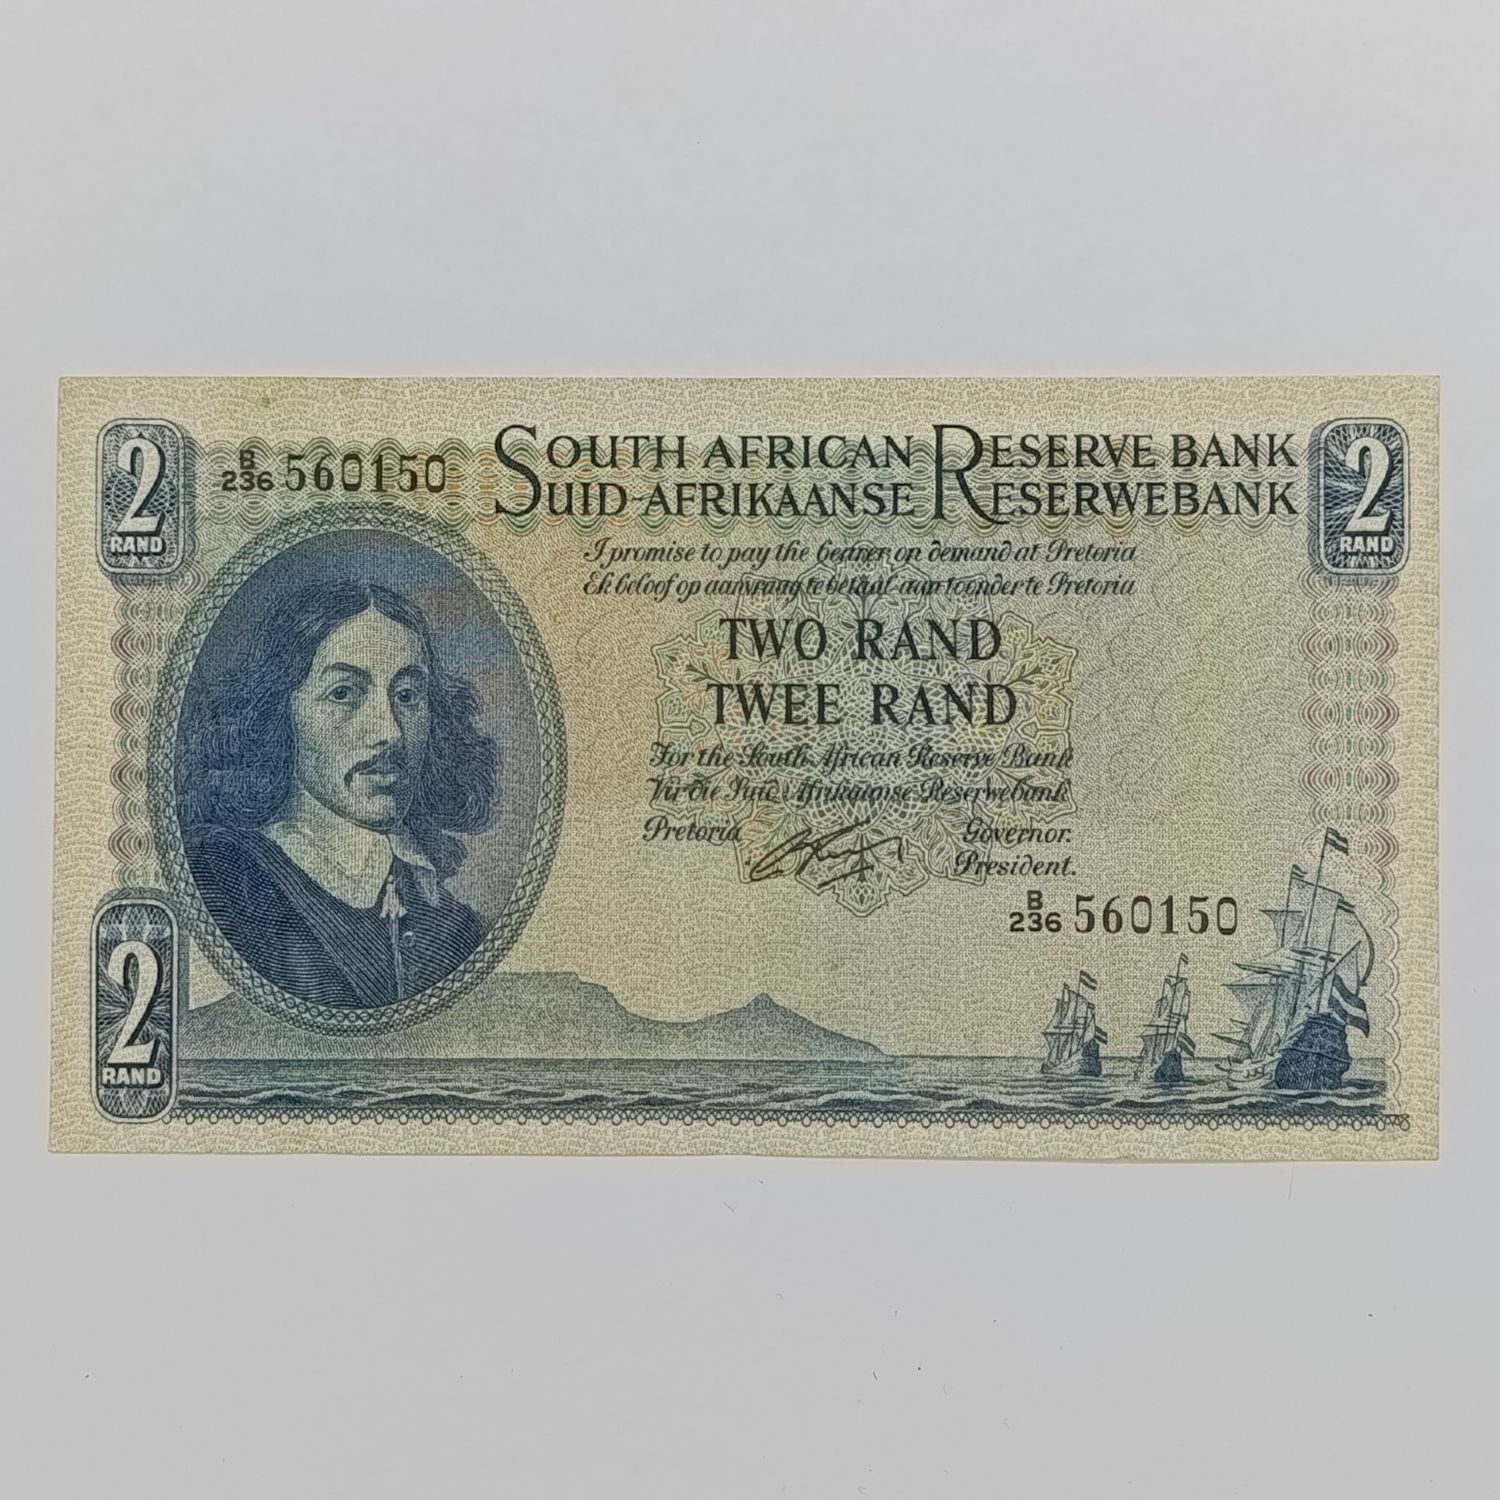 2
RAND
B/236 560150
SOUTH AFRICAN RESERVE BANK
SUID-AFRIKAANSE RESERWEBANK
2
RAND
I promise to pay the bearer on demand at Pretoria
Ek beloof op aanvraag te betaal aan toonder te Pretoria
TWO RAND
TWEE RAND
For the South African Reserve Bank
Vir die Suid-Afrikaanse Reserwebank
Pretoria
Governor.
President.
B/236 560150
2
RAND